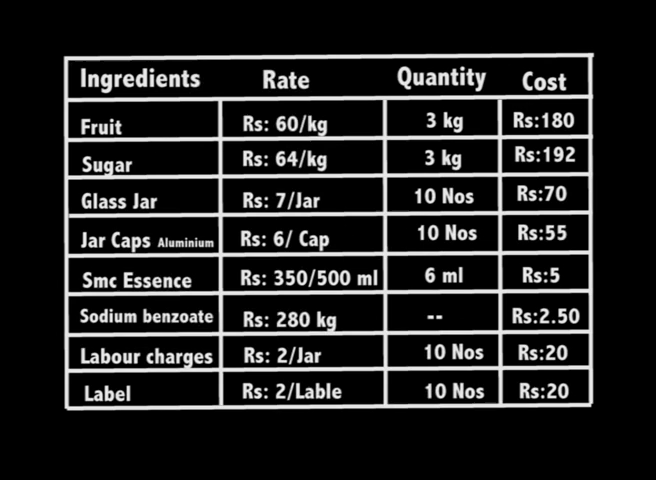 Ingredients Rate Quantity Cost
Fruit Rs: 60/kg 3 kg Rs:180
Sugar Rs: 64/kg 3 kg Rs:192
Glass Jar Rs: 7/Jar 10 Nos Rs:70
Jar Caps Aluminium Rs: 6/ Cap 10 Nos Rs:55
Smc Essence Rs: 350/500 ml 6 ml Rs:5
Sodium benzoate Rs: 280 kg -- Rs:2.50
Labour charges Rs: 2/Jar 10 Nos Rs:20
Label Rs: 2/Lable 10 Nos Rs:20